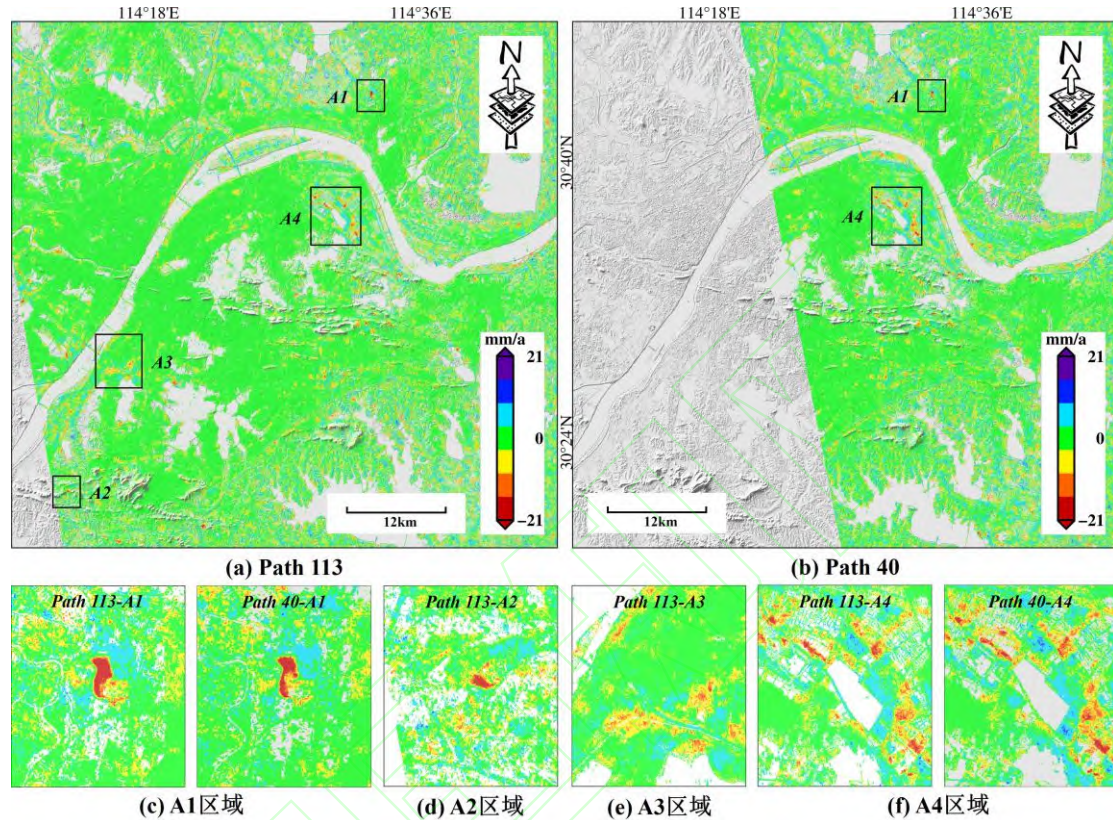 114°18'E 114°36'E 114°18'E 114°36'E
N N
A1 A1
30°40'N
A4 A4
A3
mm/a mm/a
21 21
0 0
30°24'N
A2
−21 −21
12km 12km
(a) Path 113 (b) Path 40
Path 113-A1 Path 40-A1 Path 113-A2 Path 113-A3 Path 113-A4 Path 40-A4
(c) A1区域 (d) A2区域 (e) A3区域 (f) A4区域